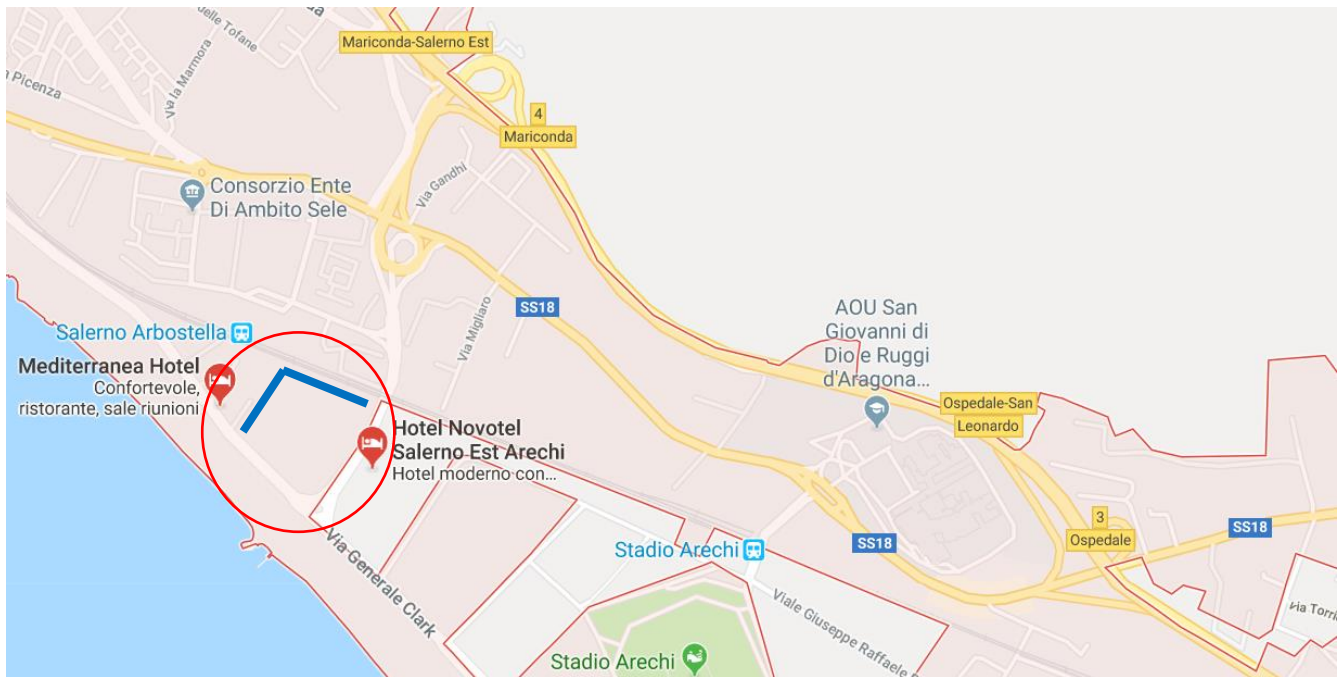 delle Tofane
Mariconda-Salerno Est
Via la Marmora
a Picenza
4
Mariconda
Via Gandhi
Consorzio Ente
Di Ambito Sele
SS18
AOU San
Giovanni di
Dio e Ruggi
d'Aragona...
Via Migliaro
Salerno Arbostella
Mediterranea Hotel
Confortevole,
ristorante, sale riunioni
Ospedale-San
Leonardo
Hotel Novotel
Salerno Est Arechi
Hotel moderno con...
3
Ospedale
SS18
SS18
Stadio Arechi
Via Generale Clark
Viale Giuseppe Raffaele
Via Torri
Stadio Arechi